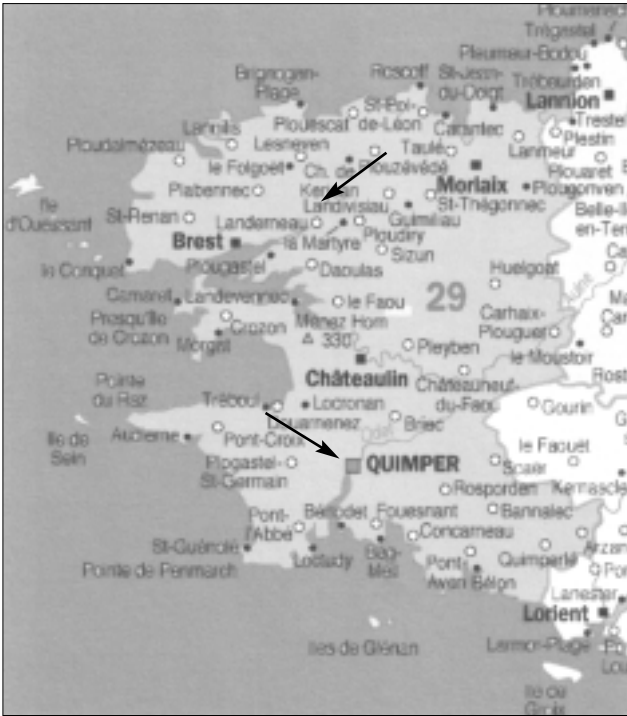 Ploumenach
Trégastel
Pleumeur-Bodou
Brignogan-
Plage
Roscoff
St-Jean-
du-Doigt
Trébeurden
Lannion
St-Pol-
de-Léon
Plouescat
Carantec
Trestel
Plestin
Lannilis
Lesneven
Taulé
Lanmeur
Ploudalmézeau
le Folgoët
Ch. de
Kerjean
Plouzévédé
Morlaix
Plouaret
Plougonven
Plabennec
Landivisiau
St-Thégonnec
Ile
d'Ouessant
St-Renan
Landerneau
Guimiliau
Belle-Ile
en-Terre
Brest
la Martyre
Ploudiry
Sizun
le Conquet
Plougastel
Daoulas
Huelgoat
Camaret
Landevennec
le Faou
29
Aulne
Presqu'île
de Crozon
Crozon
Ménez Hom
330
Carhaix-
Plouguer
Morgat
Pleyben
le Moustoir
Châteaulin
Châteauneuf-
du-Faou
Pointe
du Raz
Tréboul
Locronan
Gourin
Douarnenez
Briec
Odet
Ile de
Sein
Audierne
Pont-Croix
le Faouët
QUIMPER
Scaër
Plogastel-
St-Germain
Rosporden
Pont-
l'Abbé
Bénodet
Fouesnant
Bannalec
Concarneau
St-Guénolé
Loctudy
Beg-
Meil
Pont-
Aven
Bélon
Quimperlé
Pointe de Penmarch
Lanester
Lorient
Iles de Glénan
Larmor-Plage
Ile de
Groix